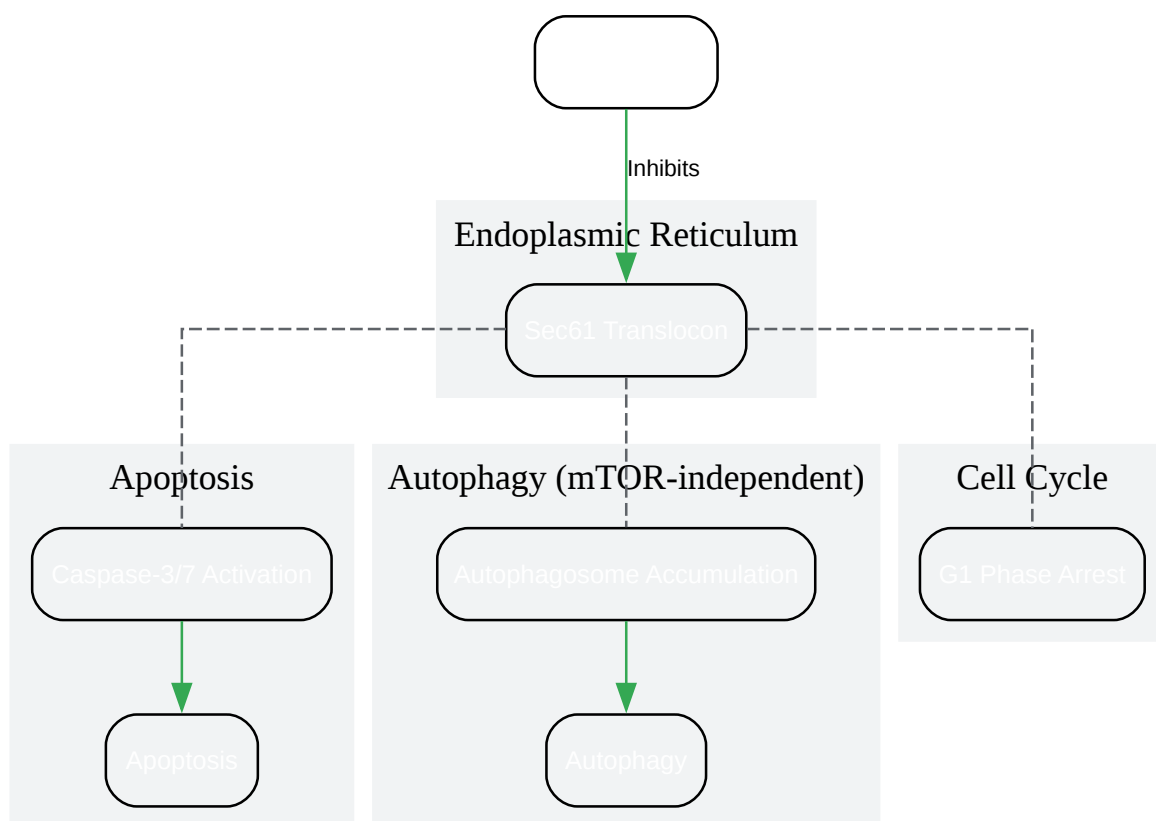 Inhibits
Endoplasmic Reticulum
Sec61 Translocon
Apoptosis
Autophagy (mTOR-independent)
Cell Cycle
Caspase-3/7 Activation
Autophagosome Accumulation
G1 Phase Arrest
Apoptosis
Autophagy